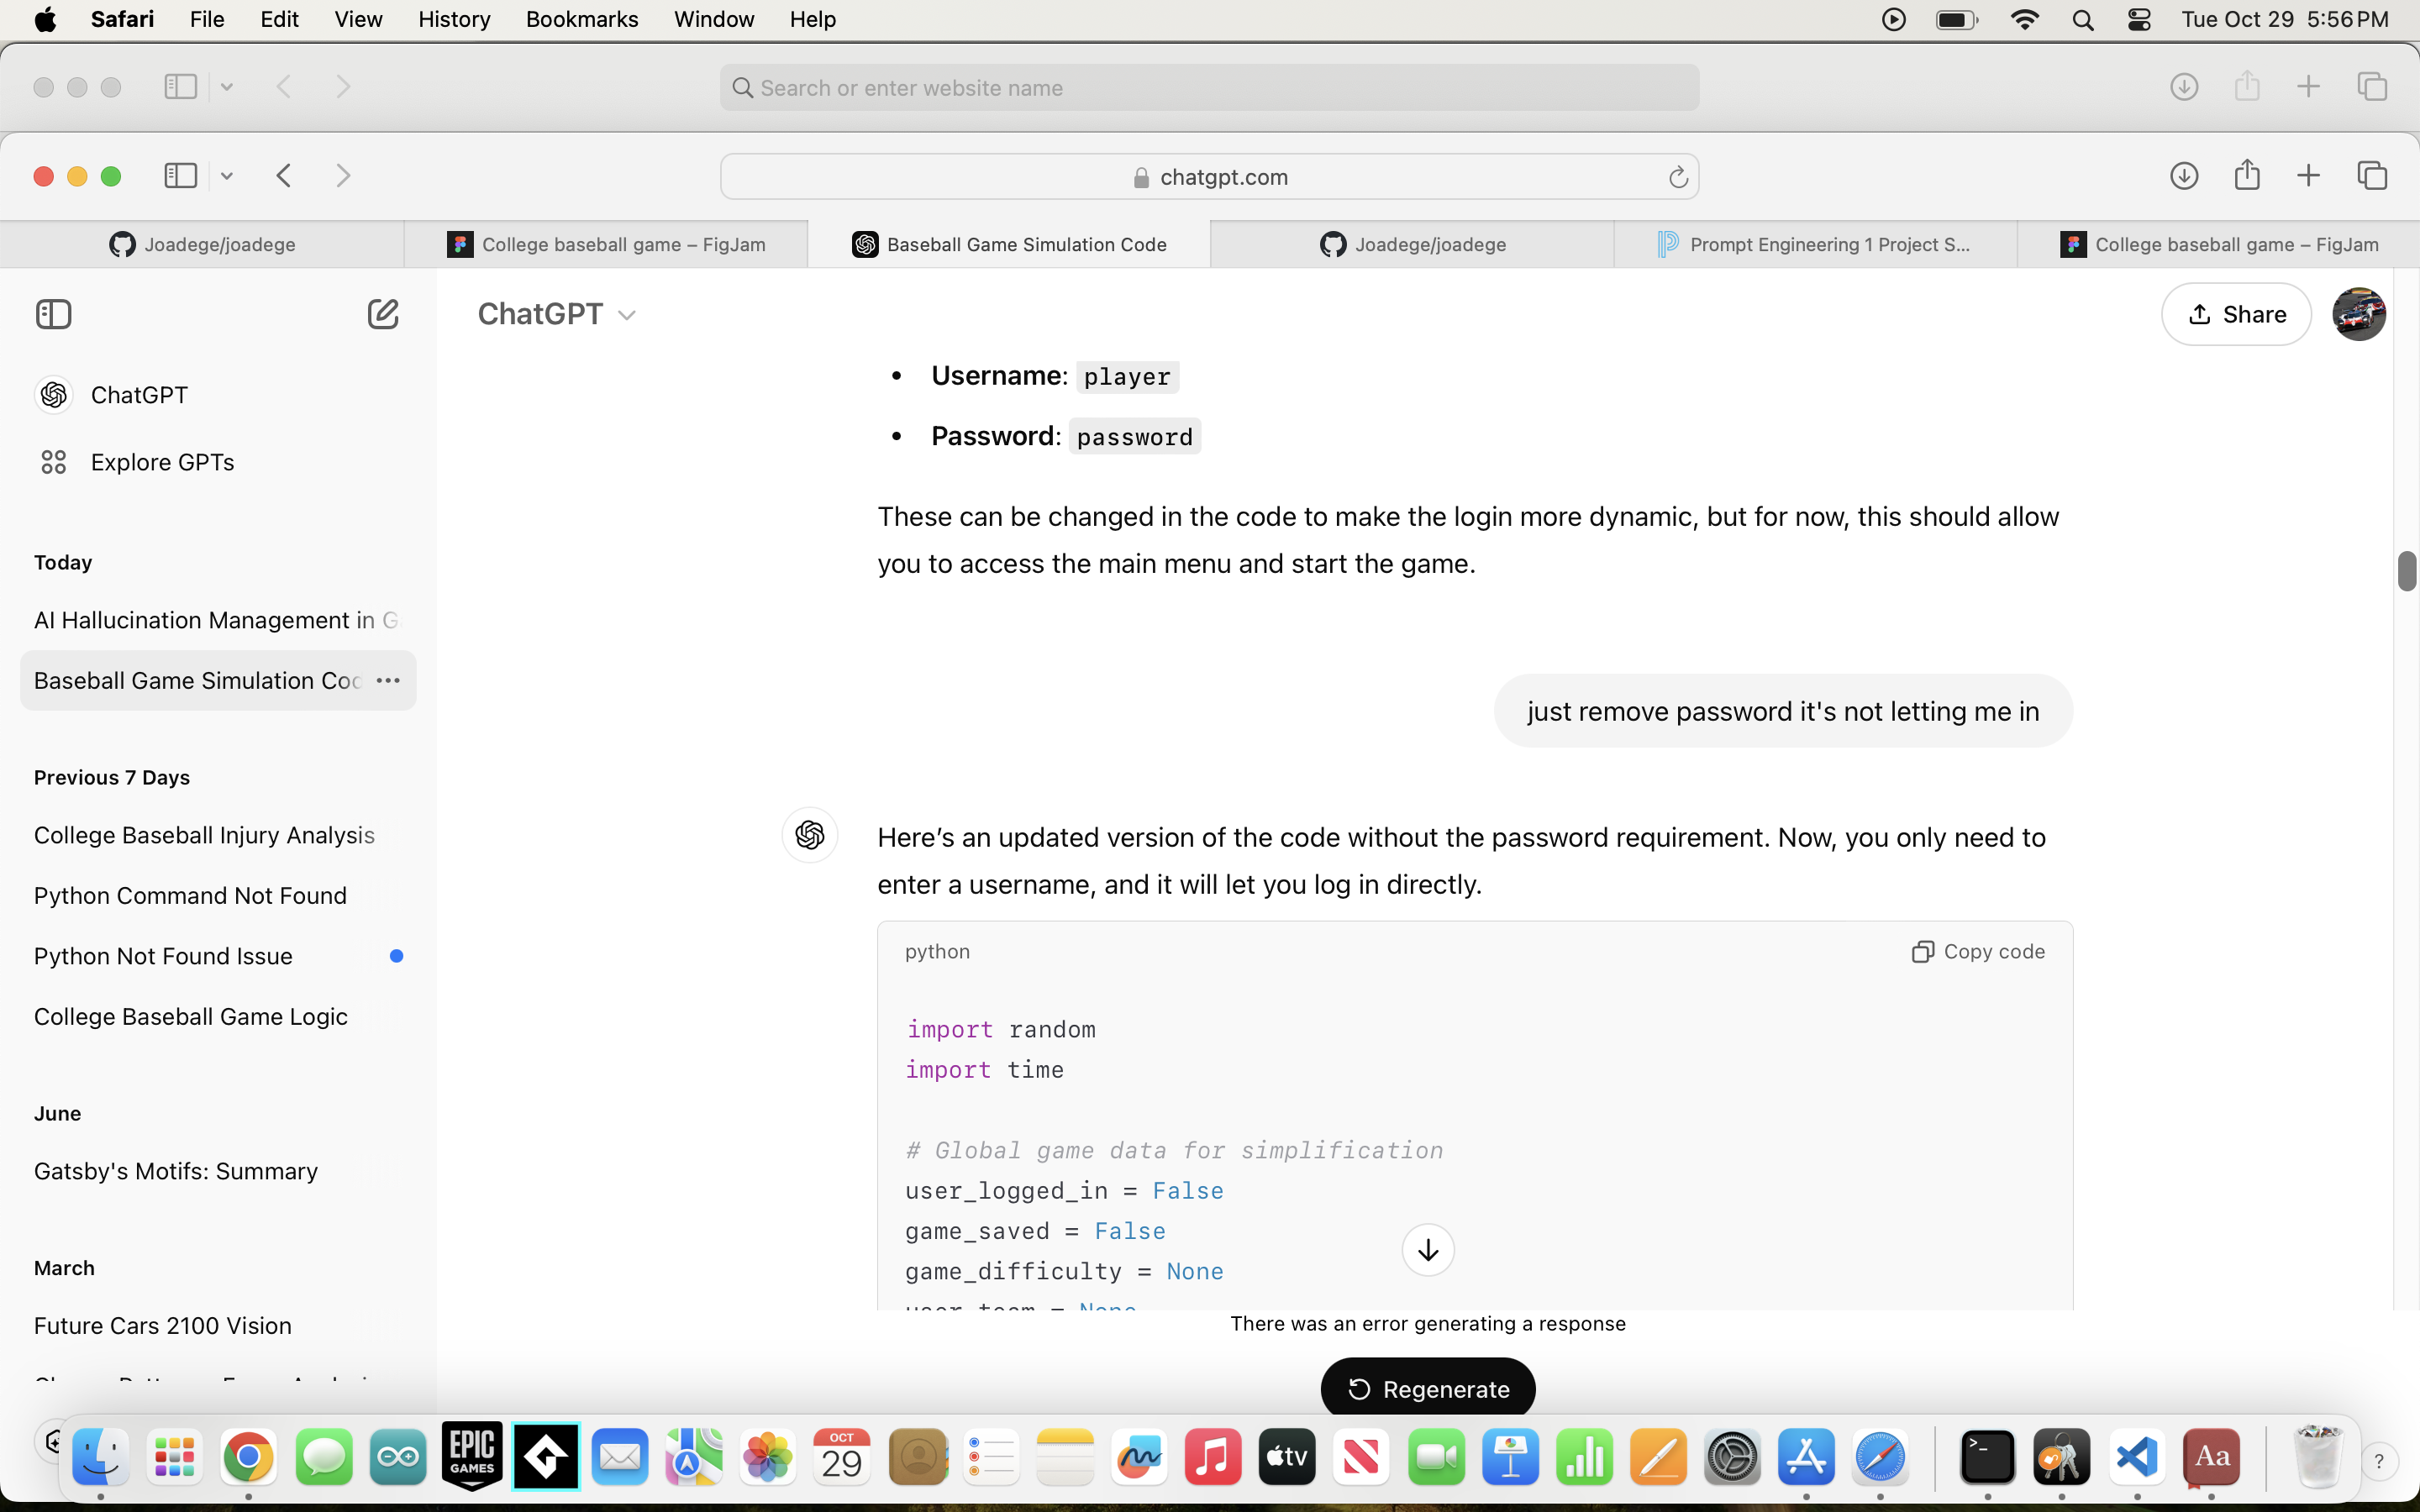 Safari File Edit View History Bookmarks Window Help Tue Oct 29 5:56 PM
Search or enter website name
chatgpt.com
Joadege/joadege
College baseball game – FigJam
Baseball Game Simulation Code
Joadege/joadege
Prompt Engineering 1 Project S...
College baseball game – FigJam
ChatGPT
Share
ChatGPT
Explore GPTs
Today
AI Hallucination Management in G
Baseball Game Simulation Coc
Previous 7 Days
College Baseball Injury Analysis
Python Command Not Found
Python Not Found Issue
College Baseball Game Logic
June
Gatsby's Motifs: Summary
March
Future Cars 2100 Vision
• Username: player
• Password: password
These can be changed in the code to make the login more dynamic, but for now, this should allow
you to access the main menu and start the game.
just remove password it's not letting me in
Here's an updated version of the code without the password requirement. Now, you only need to
enter a username, and it will let you log in directly.
python
Copy code
import random
import time
# Global game data for simplification
user_logged_in = False
game_saved = False
game_difficulty = None
user_team = None
There was an error generating a response
Regenerate
EPIC
GAMES
OCT
29
tv
Aa
?